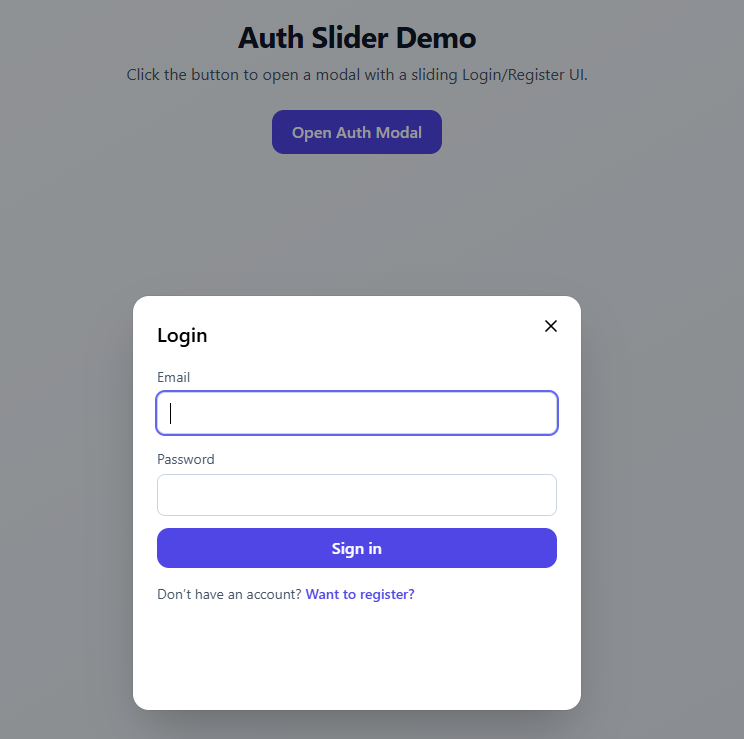 Auth Slider Demo
Click the button to open a modal with a sliding Login/Register UI.
Open Auth Modal
Login
Email
Password
Sign in
Don’t have an account? Want to register?